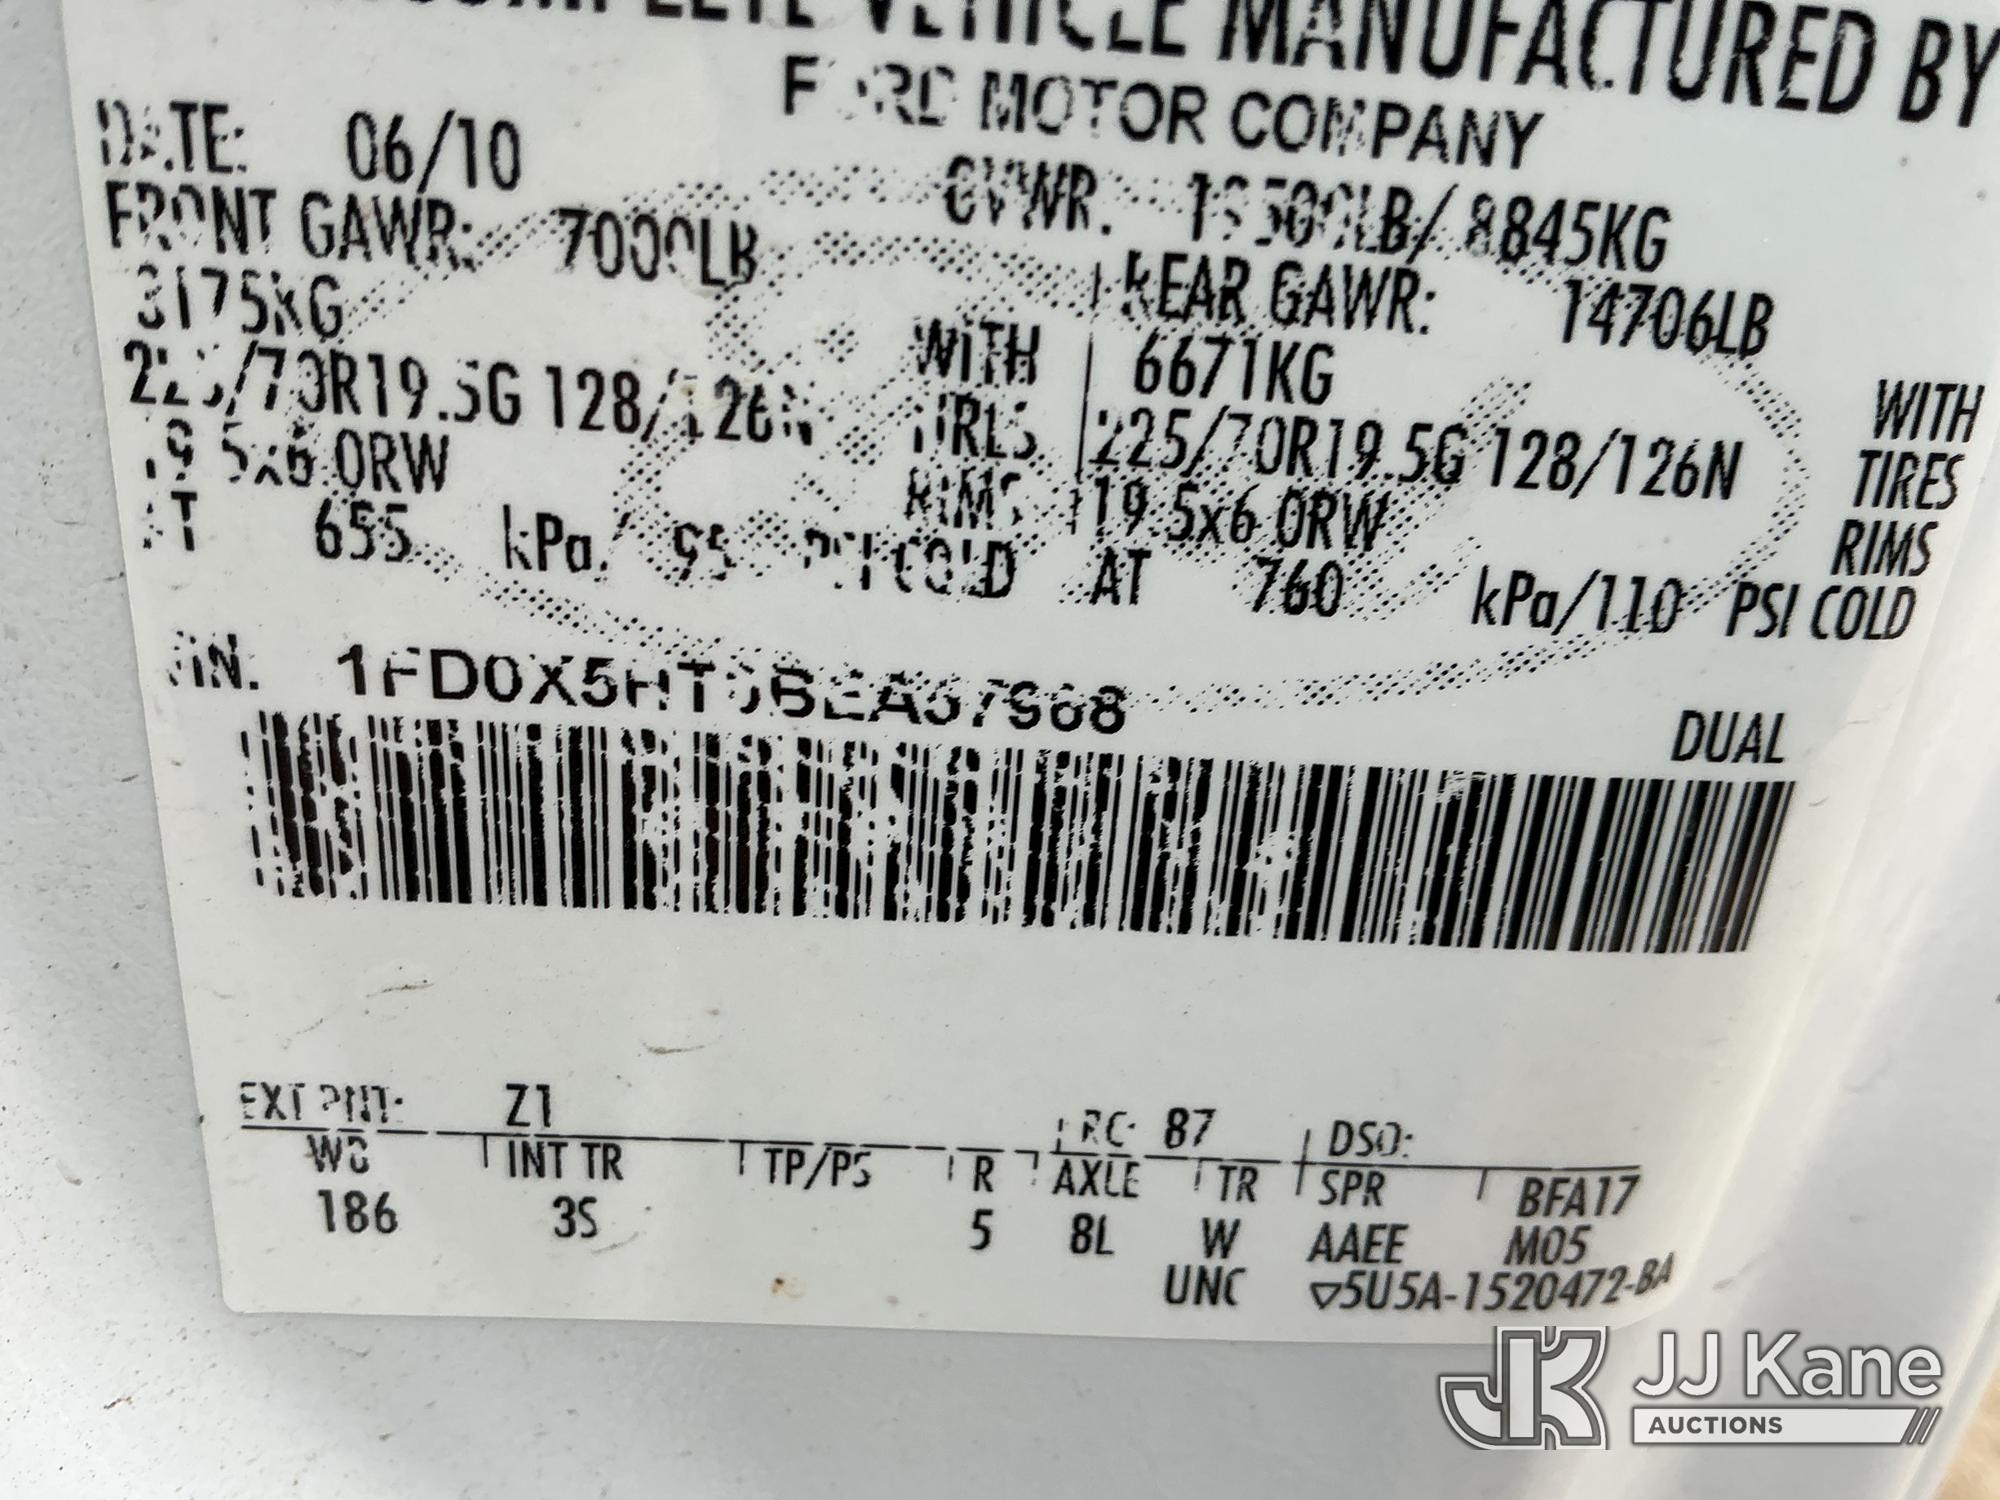 COMPLETE VEHICLE MANUFACTURED BY
FORD MOTOR COMPANY
DATE: 06/10 GVWR: 19500LB/ 8845KG
FRONT GAWR: 7000LB REAR GAWR: 14706LB
3175KG WITH 6671KG WITH
225/70R19.5G 128/126N TIRES 225/70R19.5G 128/126N TIRES
19.5x6.0RW RIMS 19.5x6.0RW RIMS
AT 655 kPa/ 95 PSI COLD AT 760 kPa/110 PSI COLD
VIN: DUAL
EXT PNT: Z1 RC: 87 DSO:
WB INT TR TP/PS R AXLE TR SPR BFA17
186 3S 5 8L W AAEE M05
UNC ▽5U5A-1520472-BA
JK JJ Kane
AUCTIONS